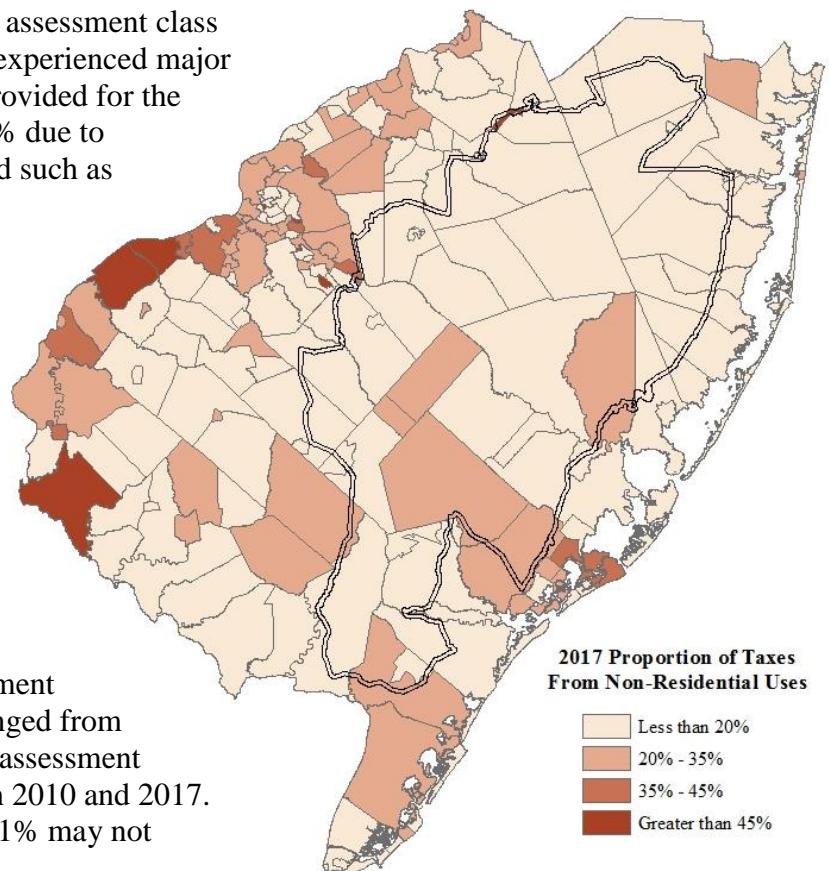 assessment class
experienced major
rovided for the
% due to
d such as
ment
nged from
assessment
n 2010 and 2017.
1% may not
2017 Proportion of Taxes
From Non-Residential Uses
Less than 20%
20% - 35%
35% - 45%
Greater than 45%